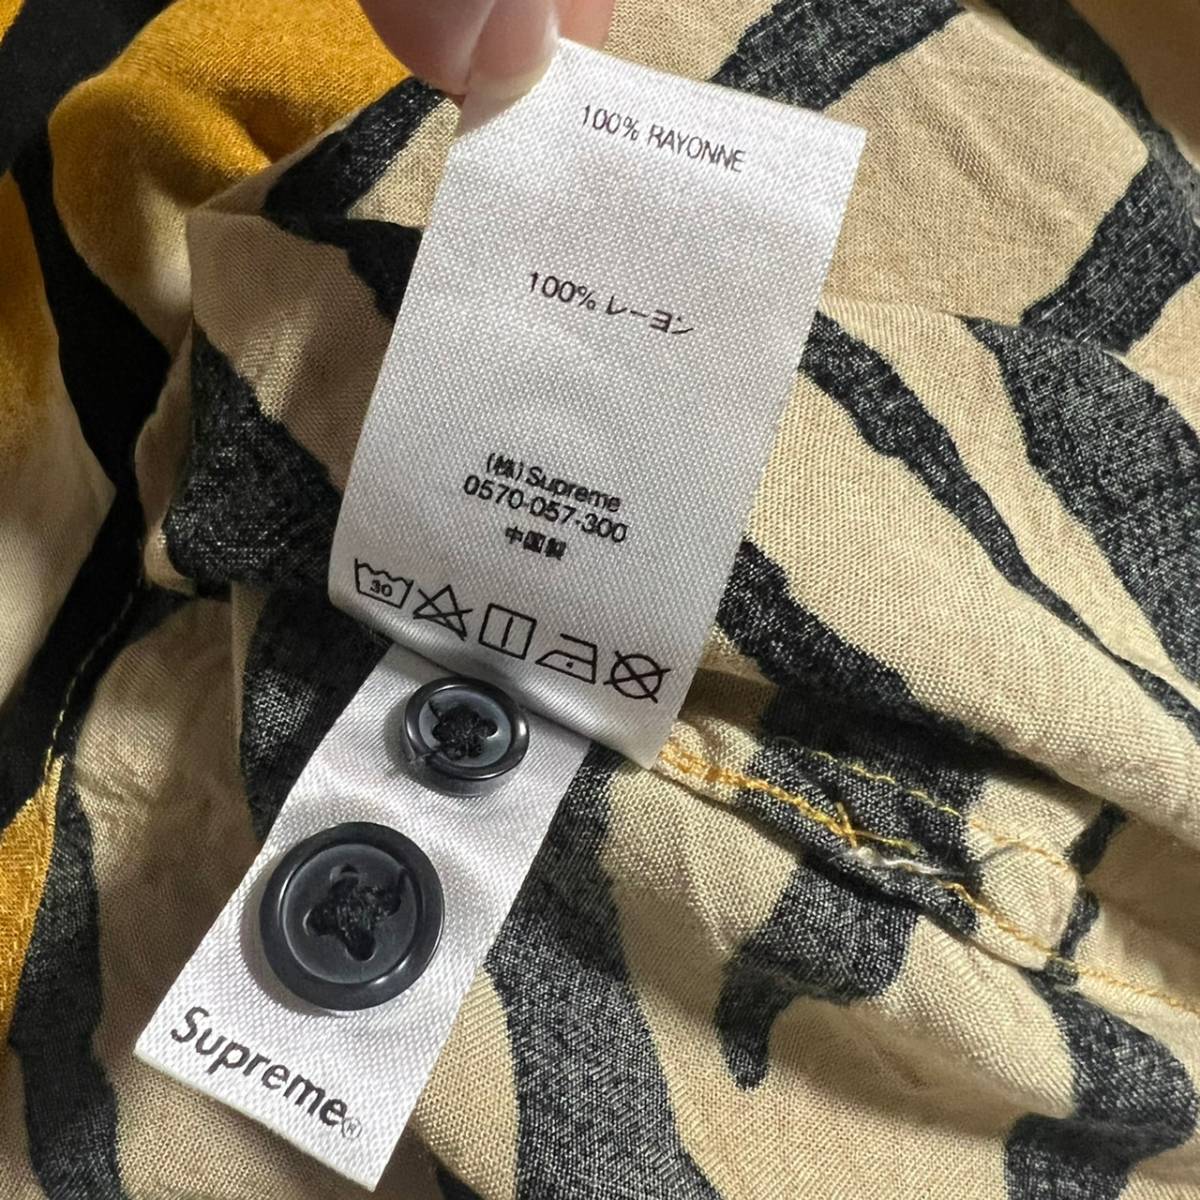 100% RAYONNE
100% レーヨン
(株) Supreme
0570-057-300
中国製
30
Supreme®